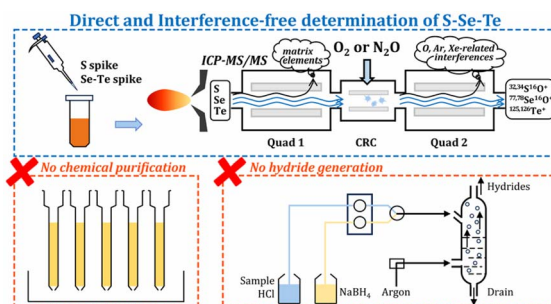 Direct and Interference-free determination of S-Se-Te
S spike
Se-Te spike
ICP-MS/MS
matrix
elements
O₂ or N₂O
O, Ar, Xe-related
interferences
S
Se
Te
³²,³⁴S¹⁶O⁺
⁷⁷,⁷⁸Se¹⁶O⁺
¹²⁵,¹²⁶Te⁺
Quad 1
CRC
Quad 2
No chemical purification
No hydride generation
Hydrides
Sample
HCl
NaBH₄
Argon
Drain